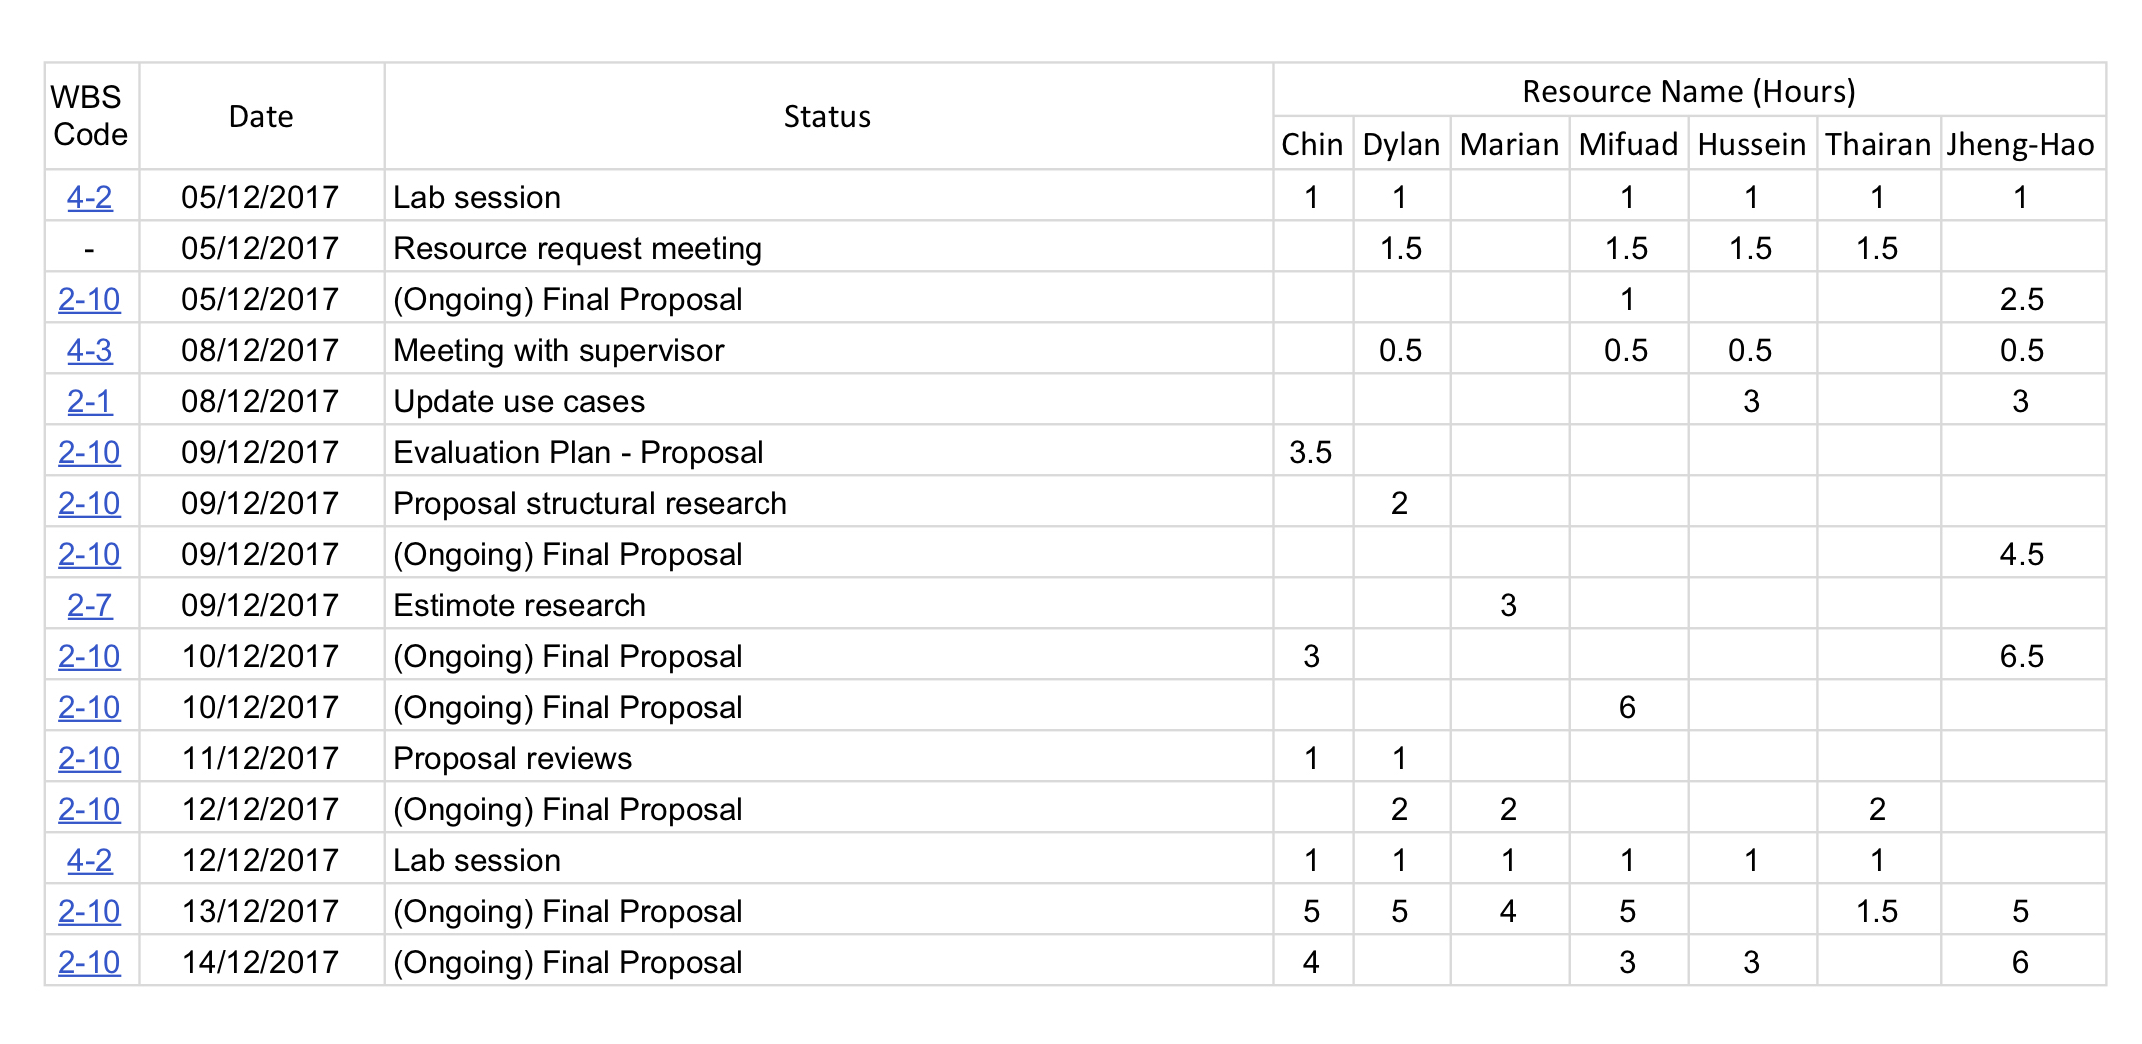 WBS Code Date Status Resource Name (Hours)
Chin Dylan Marian Mifuad Hussein Thairan Jheng-Hao
4-2 05/12/2017 Lab session 1 1 1 1 1 1
- 05/12/2017 Resource request meeting 1.5 1.5 1.5 1.5
2-10 05/12/2017 (Ongoing) Final Proposal 1 2.5
4-3 08/12/2017 Meeting with supervisor 0.5 0.5 0.5 0.5
2-1 08/12/2017 Update use cases 3 3
2-10 09/12/2017 Evaluation Plan - Proposal 3.5
2-10 09/12/2017 Proposal structural research 2
2-10 09/12/2017 (Ongoing) Final Proposal 4.5
2-7 09/12/2017 Estimote research 3
2-10 10/12/2017 (Ongoing) Final Proposal 3 6.5
2-10 10/12/2017 (Ongoing) Final Proposal 6
2-10 11/12/2017 Proposal reviews 1 1
2-10 12/12/2017 (Ongoing) Final Proposal 2 2 2
4-2 12/12/2017 Lab session 1 1 1 1 1 1
2-10 13/12/2017 (Ongoing) Final Proposal 5 5 4 5 1.5 5
2-10 14/12/2017 (Ongoing) Final Proposal 4 3 3 6